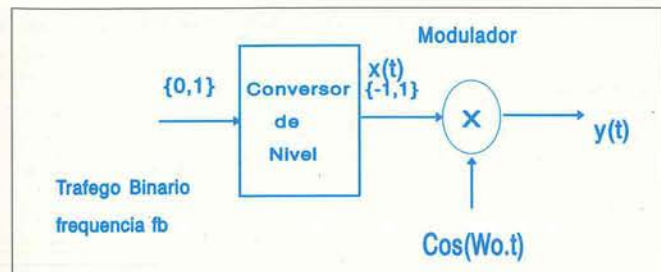 Modulador
{0,1}
Conversor
de
Nivel
x(t)
{-1,1}
X
y(t)
Trafego Binario
frequencia fb
Cos(Wo.t)